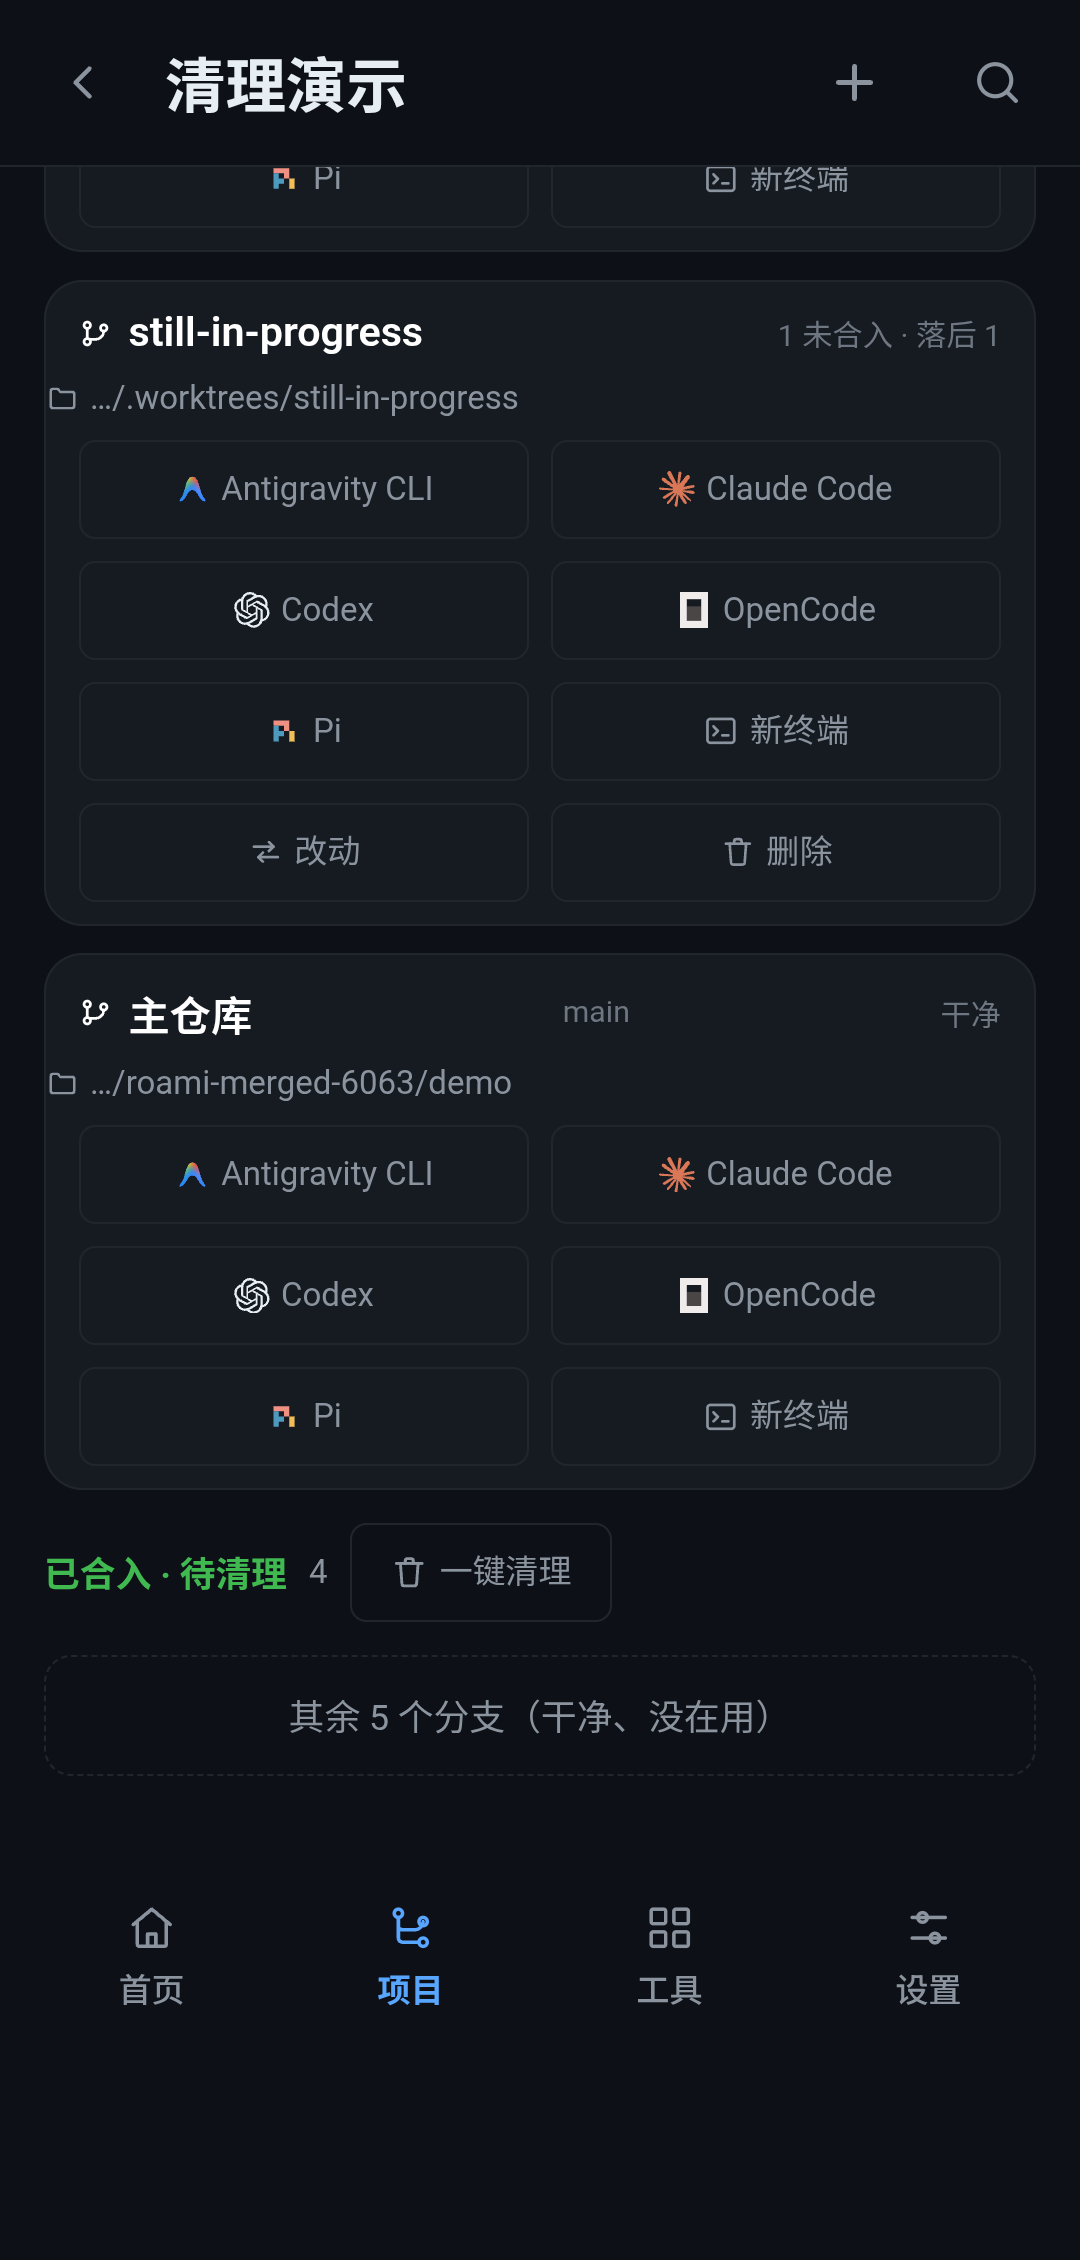 清理演示
Pi
新终端
still-in-progress
1 未合入 · 落后 1
…/.worktrees/still-in-progress
Antigravity CLI
Claude Code
Codex
OpenCode
Pi
新终端
改动
删除
主仓库
main
干净
…/roami-merged-6063/demo
Antigravity CLI
Claude Code
Codex
OpenCode
Pi
新终端
已合入 · 待清理 4
一键清理
其余 5 个分支（干净、没在用）
首页
项目
工具
设置